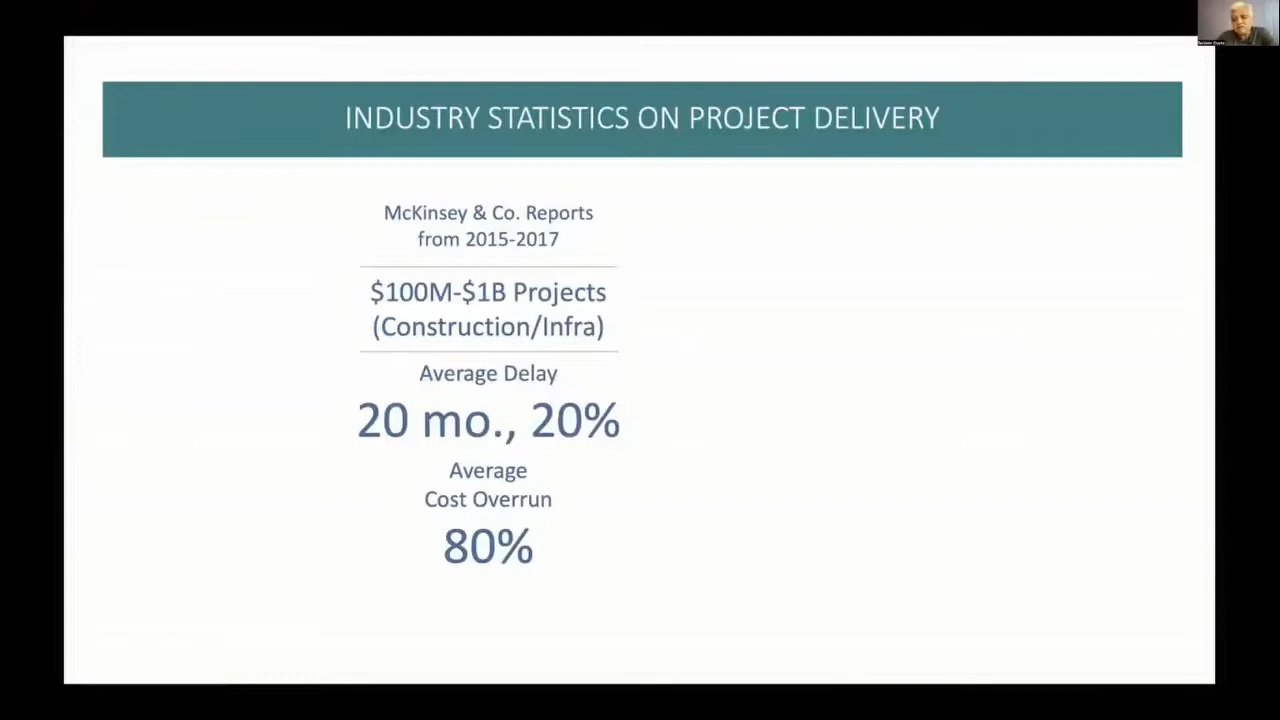 INDUSTRY STATISTICS ON PROJECT DELIVERY
McKinsey & Co. Reports
from 2015-2017
$100M-$1B Projects
(Construction/Infra)
Average Delay
20 mo., 20%
Average
Cost Overrun
80%